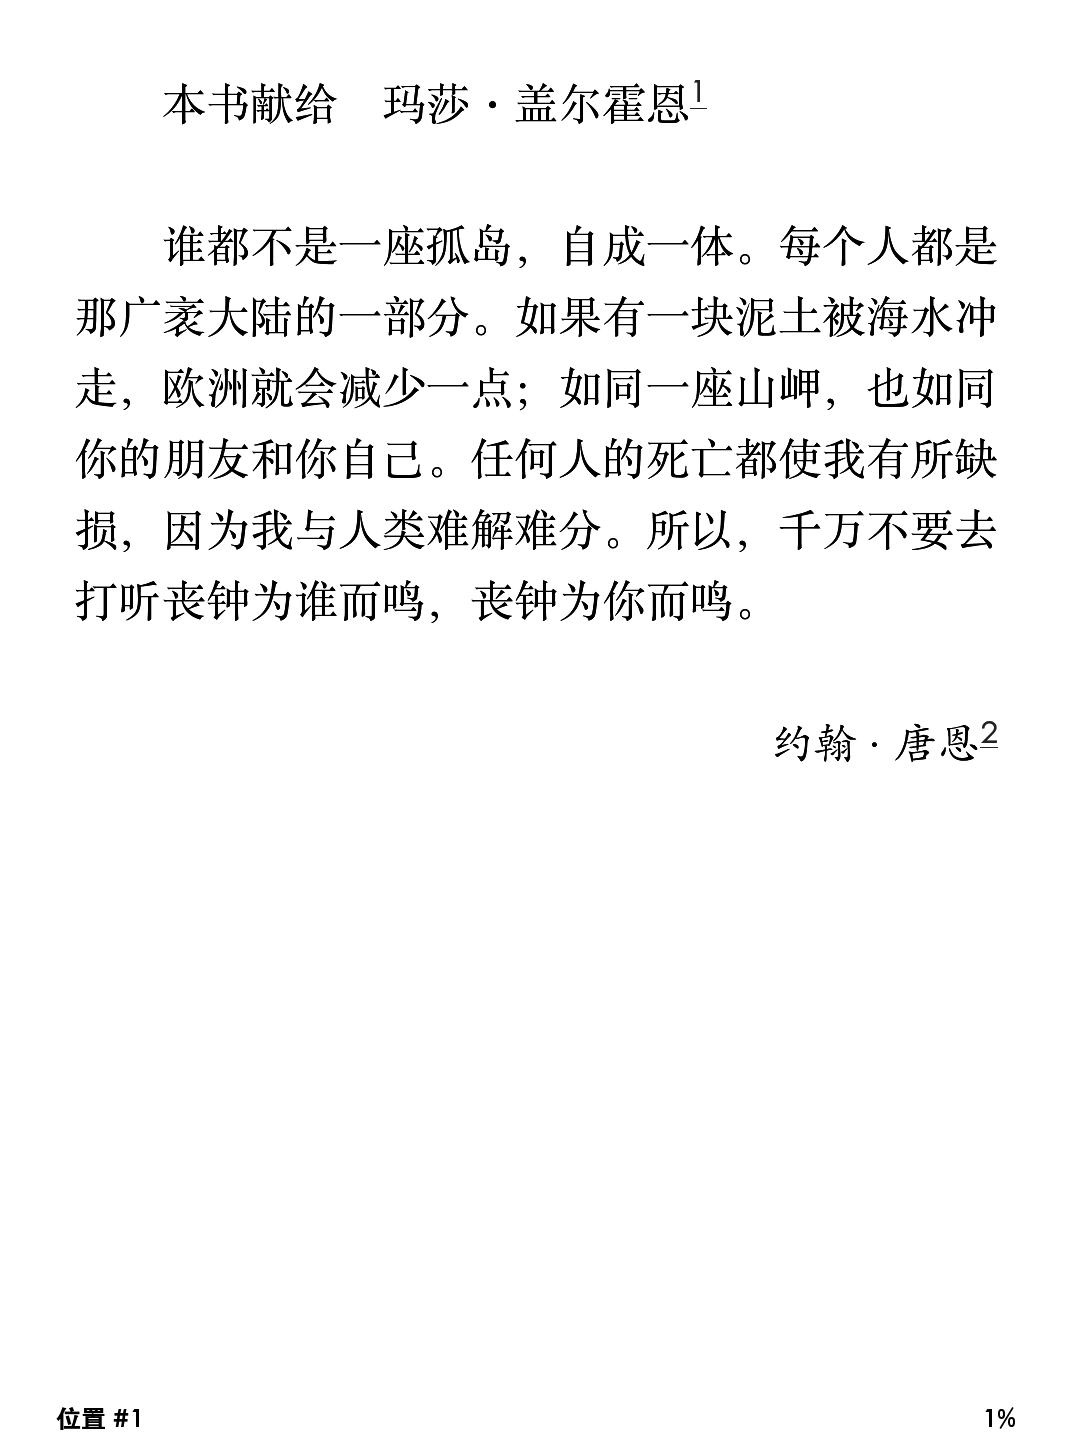 本书献给　玛莎·盖尔霍恩1
谁都不是一座孤岛，自成一体。每个人都是
那广袤大陆的一部分。如果有一块泥土被海水冲
走，欧洲就会减少一点；如同一座山岬，也如同
你的朋友和你自己。任何人的死亡都使我有所缺
损，因为我与人类难解难分。所以，千万不要去
打听丧钟为谁而鸣，丧钟为你而鸣。
约翰·唐恩2
位置 #1
1%